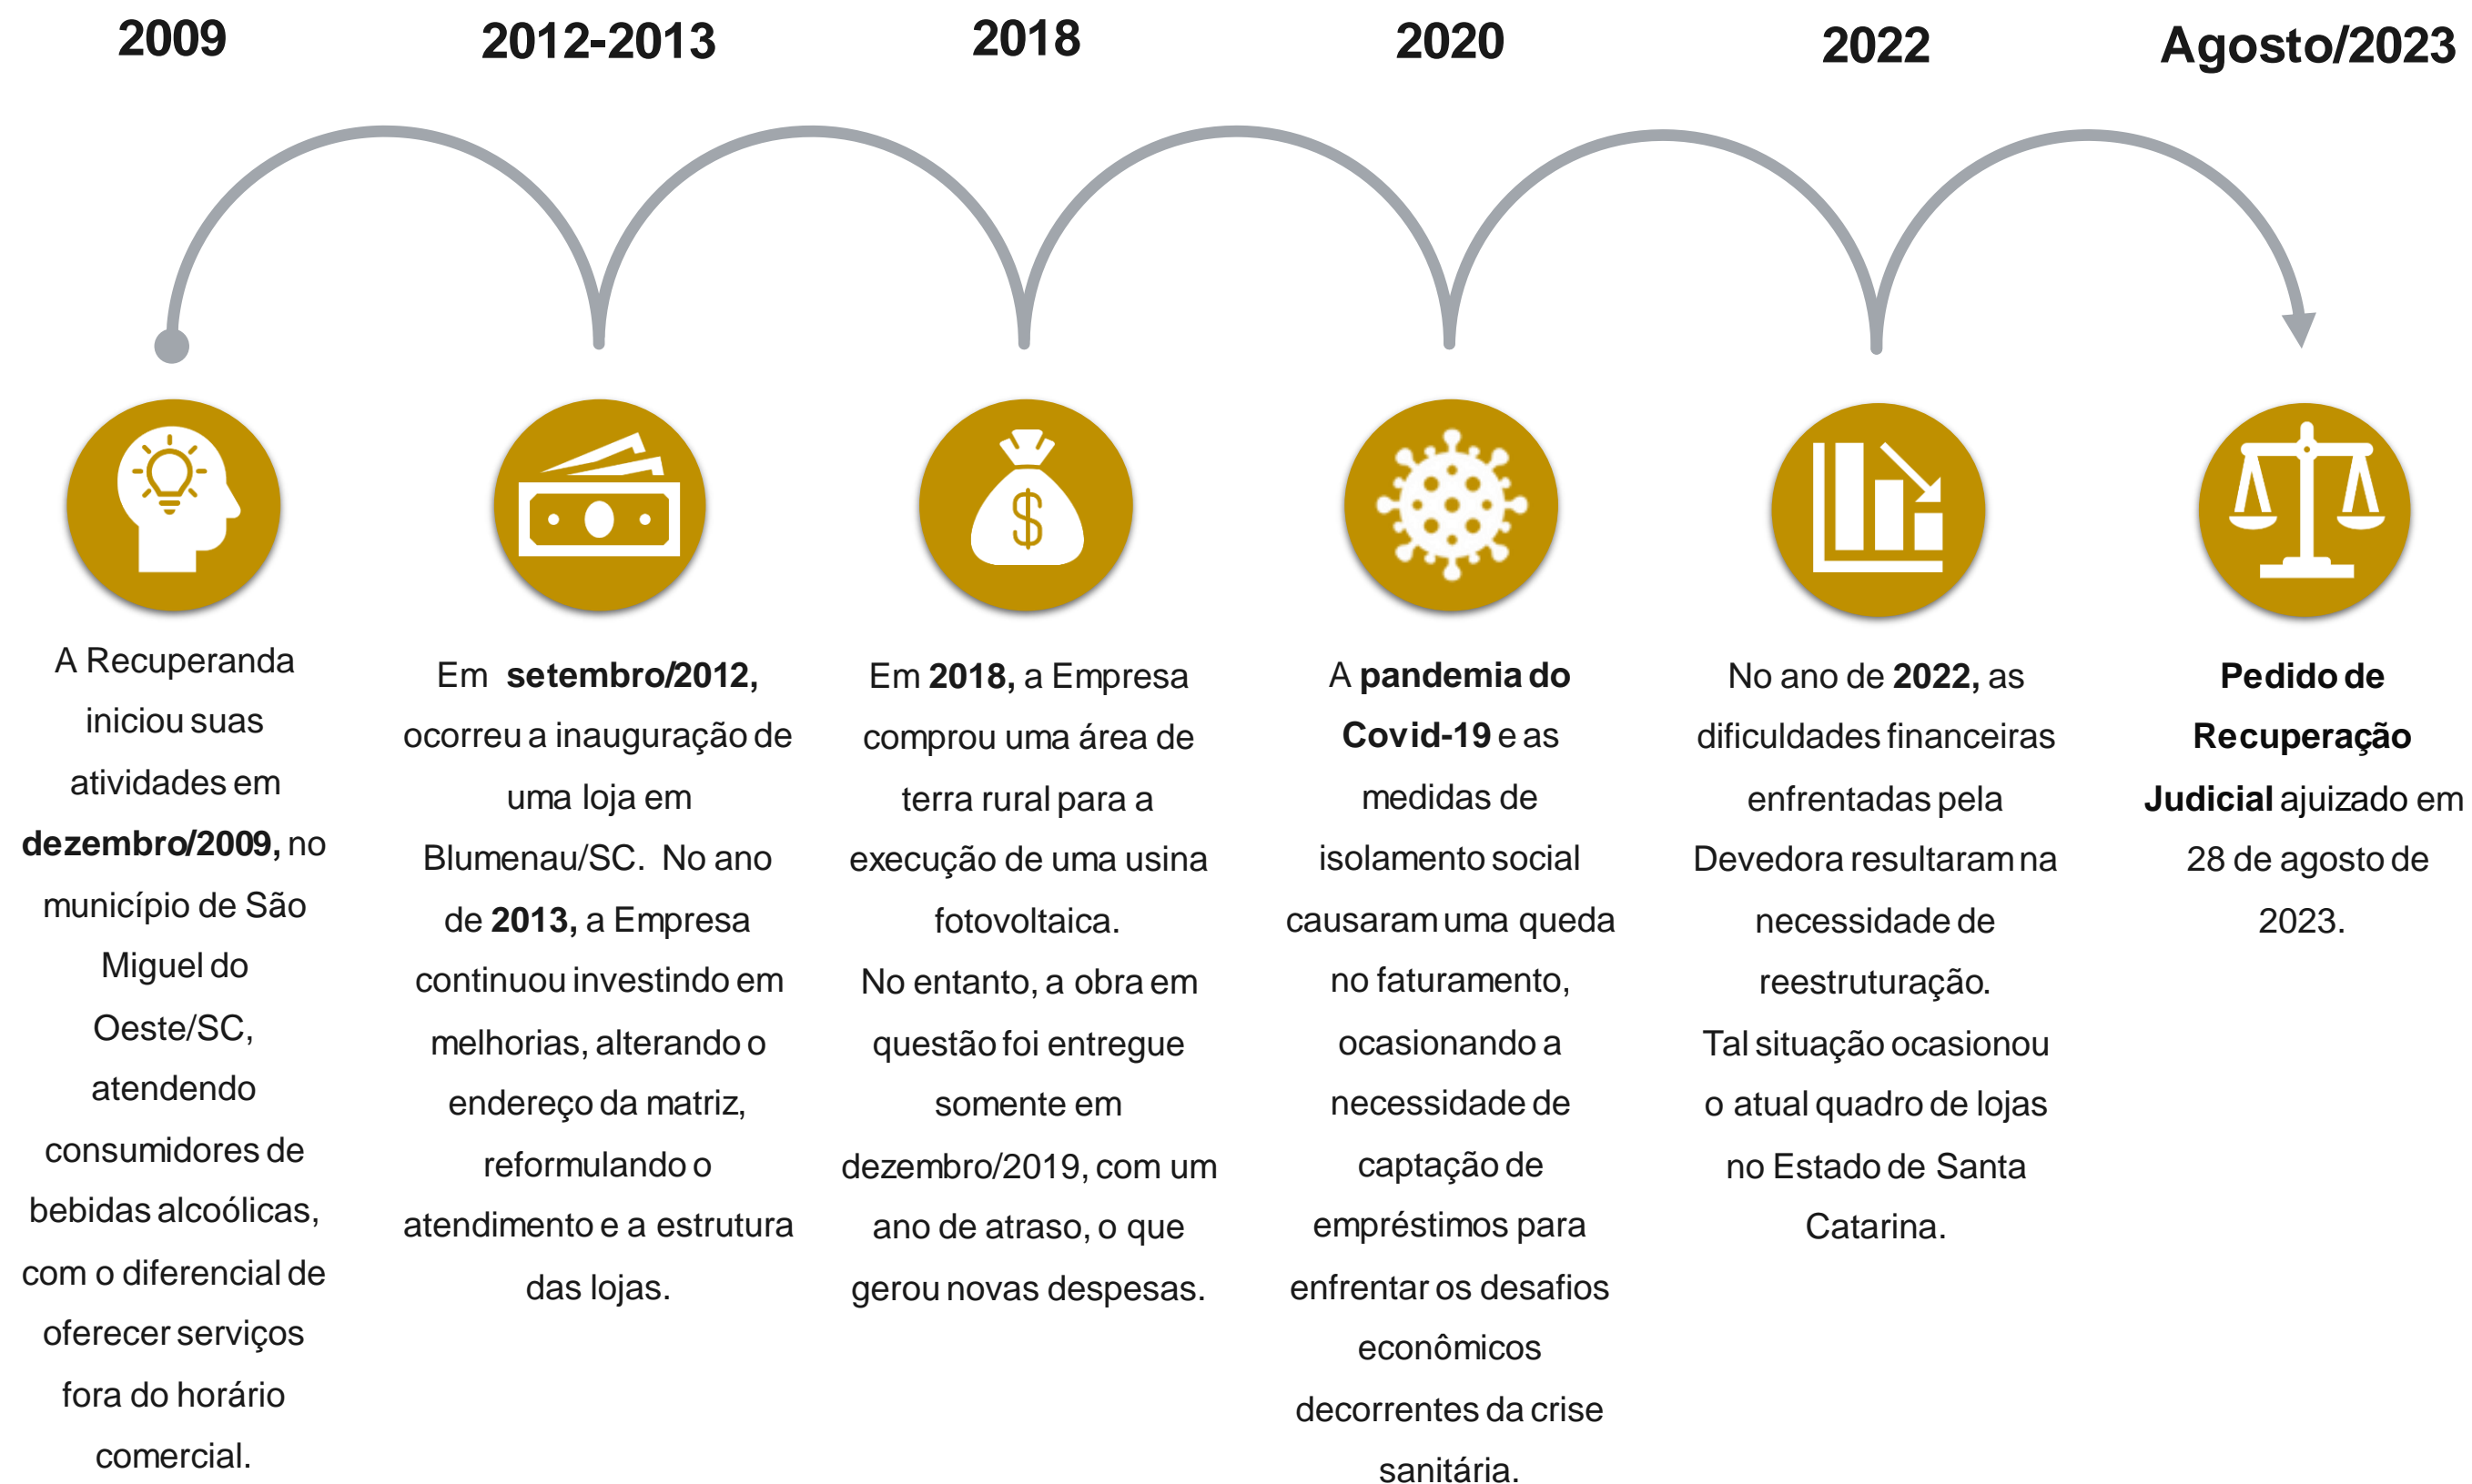 2009
A Recuperanda
iniciou suas
atividades em
dezembro/2009, no
município de São
Miguel do
Oeste/SC,
atendendo
consumidores de
bebidas alcoólicas,
com o diferencial de
oferecer serviços
fora do horário
comercial.
2012-2013
Em setembro/2012,
ocorreu a inauguração de
uma loja em
Blumenau/SC. No ano
de 2013, a Empresa
continuou investindo em
melhorias, alterando o
endereço da matriz,
reformulando o
atendimento e a estrutura
das lojas.
2018
$
Em 2018, a Empresa
comprou uma área de
terra rural para a
execução de uma usina
fotovoltaica.
No entanto, a obra em
questão foi entregue
somente em
dezembro/2019, com um
ano de atraso, o que
gerou novas despesas.
2020
A pandemia do
Covid-19 e as
medidas de
isolamento social
causaram uma queda
no faturamento,
ocasionando a
necessidade de
captação de
empréstimos para
enfrentar os desafios
econômicos
decorrentes da crise
sanitária.
2022
No ano de 2022, as
dificuldades financeiras
enfrentadas pela
Devedora resultaram na
necessidade de
reestruturação.
Tal situação ocasionou
o atual quadro de lojas
no Estado de Santa
Catarina.
Agosto/2023
Pedido de
Recuperação
Judicial ajuizado em
28 de agosto de
2023.